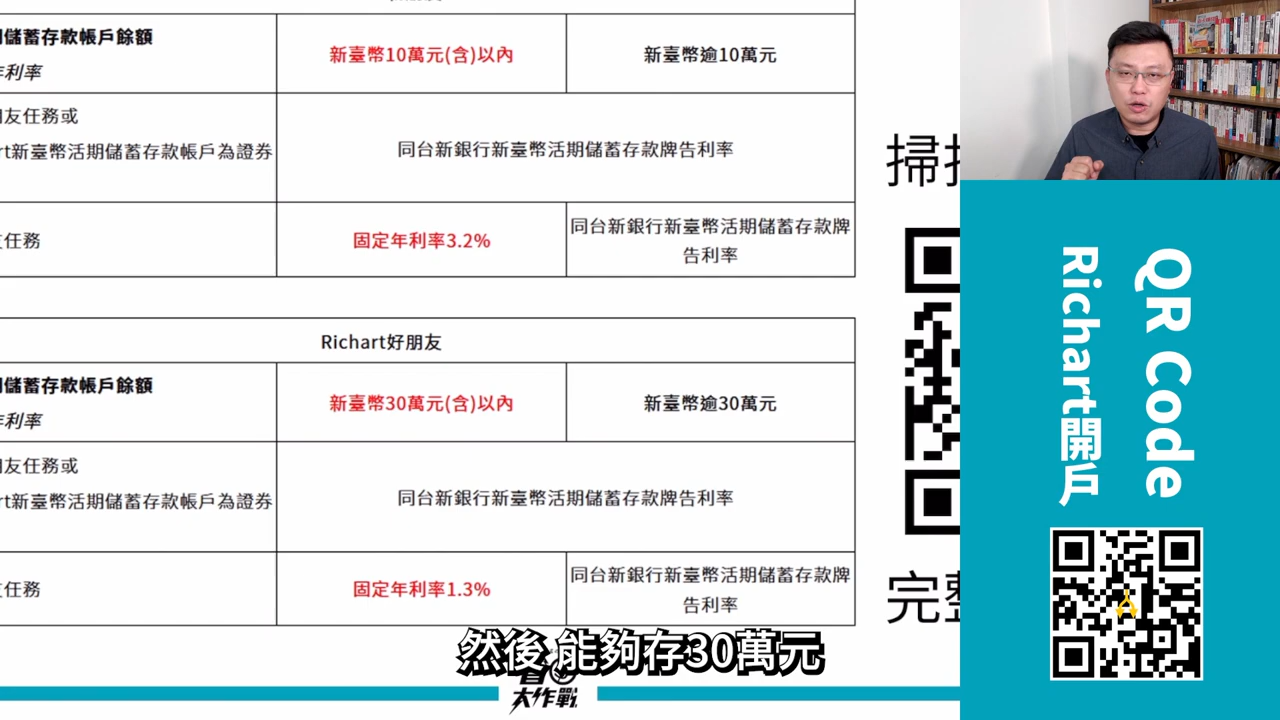 儲蓄存款帳戶餘額
新臺幣10萬元(含)以內
新臺幣逾10萬元
利率
朋友任務或
rt新臺幣活期儲蓄存款帳戶為證券
同台新銀行新臺幣活期儲蓄存款牌告利率
任務
固定年利率3.2%
同台新銀行新臺幣活期儲蓄存款牌
告利率
Richart好朋友
儲蓄存款帳戶餘額
新臺幣30萬元(含)以內
新臺幣逾30萬元
利率
朋友任務或
rt新臺幣活期儲蓄存款帳戶為證券
同台新銀行新臺幣活期儲蓄存款牌告利率
任務
固定年利率1.3%
同台新銀行新臺幣活期儲蓄存款牌
告利率
掃
完整
QR Code
Richart開戶
然後 能夠存30萬元
大作戰